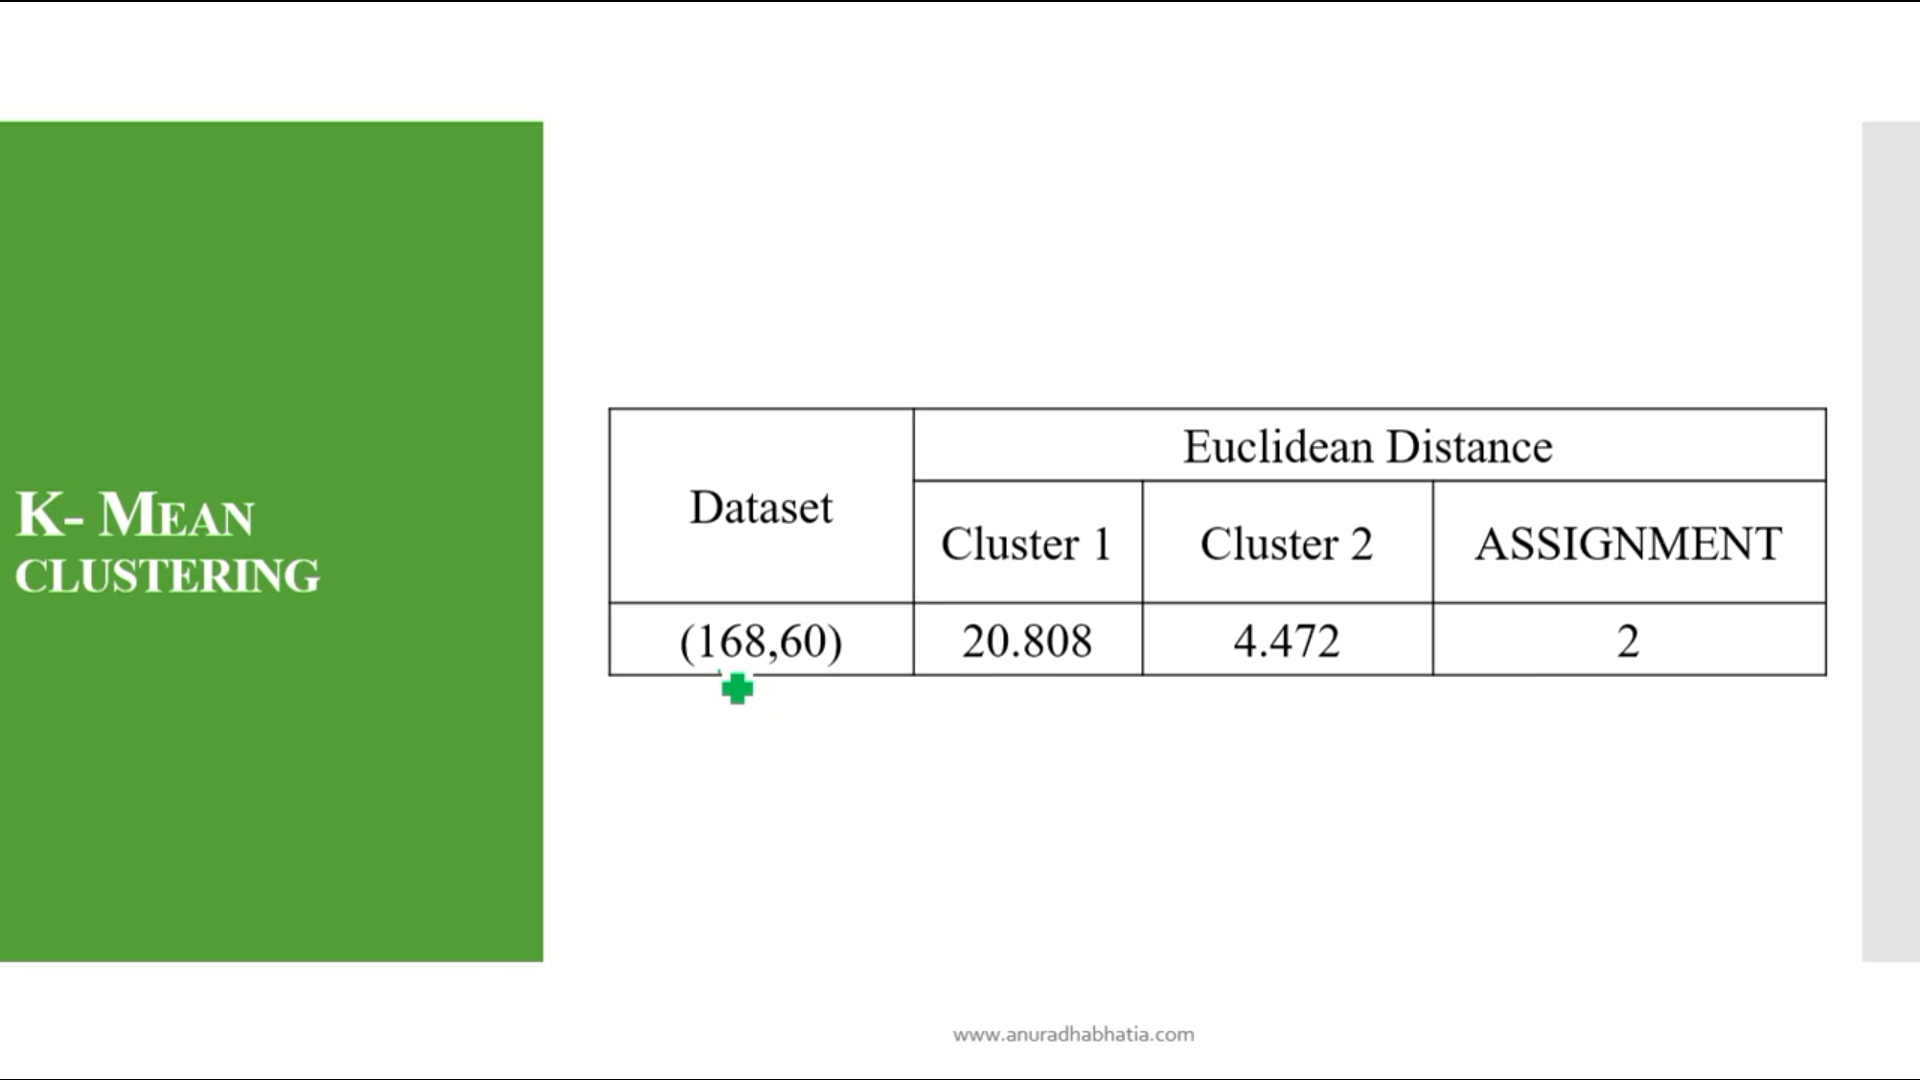 K- MEAN
CLUSTERING
Dataset
Euclidean Distance
Cluster 1
Cluster 2
ASSIGNMENT
(168,60)
20.808
4.472
2
www.anuradhabhatia.com